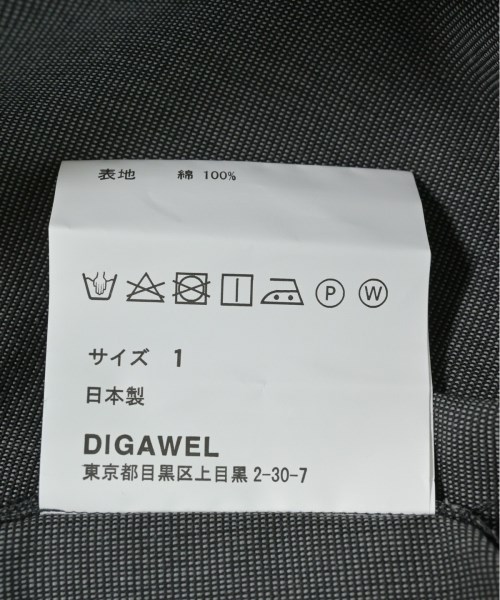 表地 綿 100%
P W
サイズ 1
日本製
DIGAWEL
東京都目黒区上目黒2-30-7